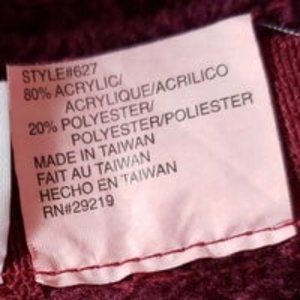 STYLE#627
80% ACRYLIC/
ACRYLIQUE/ACRILICO
20% POLYESTER/
POLYESTER/POLIESTER
MADE IN TAIWAN
FAIT AU TAIWAN
HECHO EN TAIWAN
RN#29219